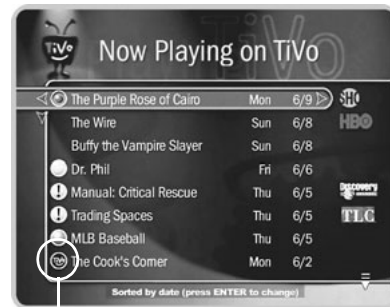 TiVo
Now Playing on TiVo
The Purple Rose of Cairo Mon 6/9 SHO
The Wire Sun 6/8 HBO
Buffy the Vampire Slayer Sun 6/8
Dr. Phil Fri 6/6
Manual: Critical Rescue Thu 6/5 Discovery
Trading Spaces Thu 6/5 TLC
MLB Baseball Thu 6/5
TiVo The Cook's Corner Mon 6/2
Sorted by date (press ENTER to change)